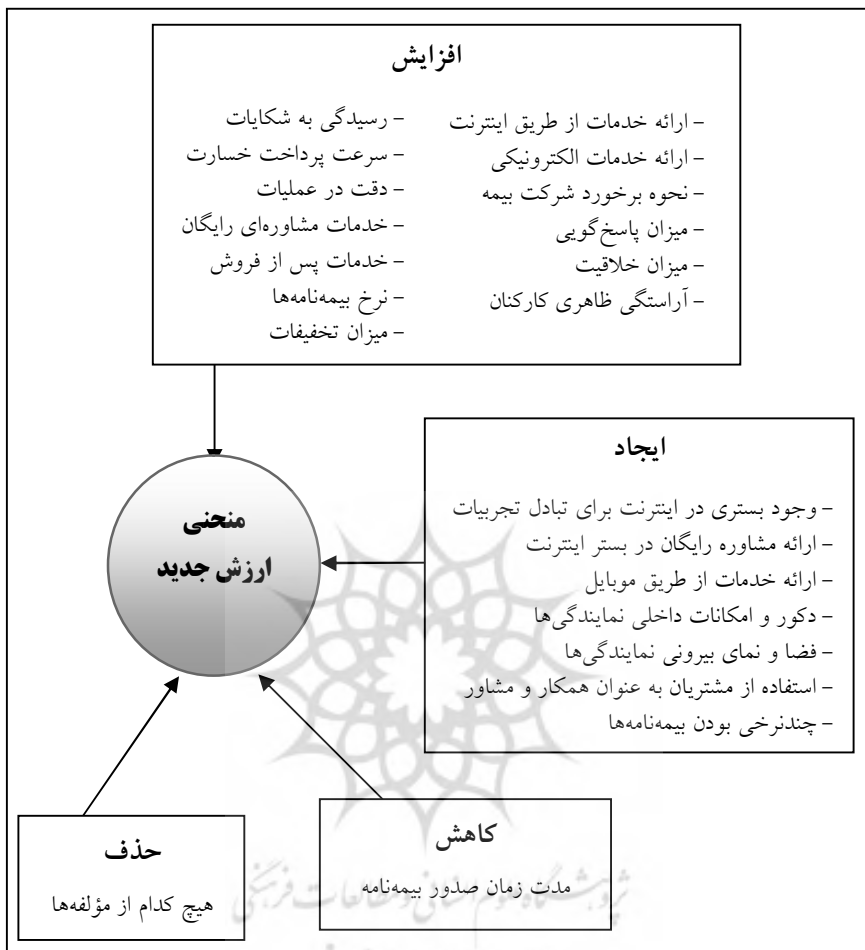 افزایش
– ارائه خدمات از طریق اینترنت
– ارائه خدمات الکترونیکی
– نحوه برخورد شرکت بیمه
– میزان پاسخ‌گویی
– میزان خلاقیت
– آراستگی ظاهری کارکنان
– رسیدگی به شکایات
– سرعت پرداخت خسارت
– دقت در عملیات
– خدمات مشاوره‌ای رایگان
– خدمات پس از فروش
– نرخ بیمه‌نامه‌ها
– میزان تخفیفات
ایجاد
– وجود بستری در اینترنت برای تبادل تجربیات
– ارائه مشاوره رایگان در بستر اینترنت
– ارائه خدمات از طریق موبایل
– دکور و امکانات داخلی نمایندگی‌ها
– فضا و نمای بیرونی نمایندگی‌ها
– استفاده از مشتریان به عنوان همکار و مشاور
– چندنرخی بودن بیمه‌نامه‌ها
منحنی
ارزش جدید
کاهش
مدت زمان صدور بیمه‌نامه
حذف
هیچ کدام از مؤلفه‌ها
پژوهشگاه علوم انسانی و مطالعات فرهنگی